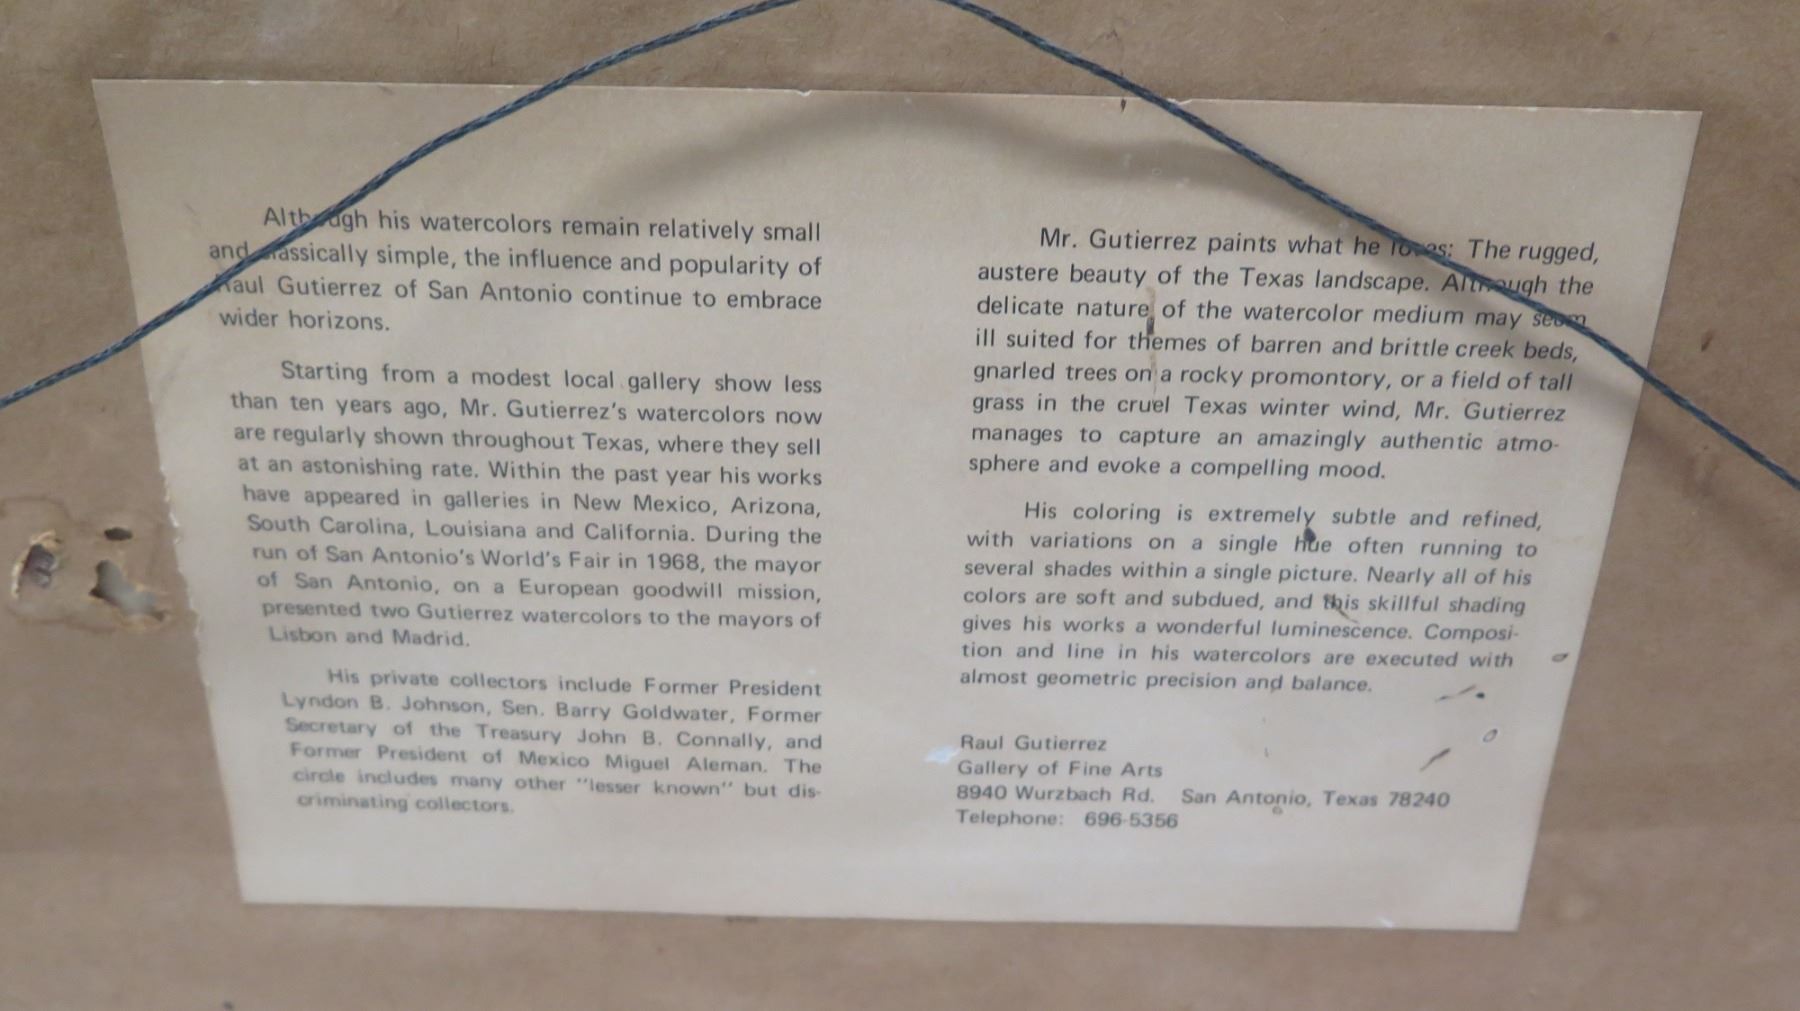 Although his watercolors remain relatively small
and classically simple, the influence and popularity of
Raul Gutierrez of San Antonio continue to embrace
wider horizons.
Starting from a modest local gallery show less
than ten years ago, Mr. Gutierrez's watercolors now
are regularly shown throughout Texas, where they sell
at an astonishing rate. Within the past year his works
have appeared in galleries in New Mexico, Arizona,
South Carolina, Louisiana and California. During the
run of San Antonio's World's Fair in 1968, the mayor
of San Antonio, on a European goodwill mission,
presented two Gutierrez watercolors to the mayors of
Lisbon and Madrid.
His private collectors include Former President
Lyndon B. Johnson, Sen. Barry Goldwater, Former
Secretary of the Treasury John B. Connally, and
Former President of Mexico Miguel Aleman. The
circle includes many other "lesser known" but dis-
criminating collectors.
Mr. Gutierrez paints what he loves: The rugged,
austere beauty of the Texas landscape. Although the
delicate nature of the watercolor medium may seem
ill suited for themes of barren and brittle creek beds,
gnarled trees on a rocky promontory, or a field of tall
grass in the cruel Texas winter wind, Mr. Gutierrez
manages to capture an amazingly authentic atmo-
sphere and evoke a compelling mood.
His coloring is extremely subtle and refined,
with variations on a single hue often running to
several shades within a single picture. Nearly all of his
colors are soft and subdued, and this skillful shading
gives his works a wonderful luminescence. Composi-
tion and line in his watercolors are executed with
almost geometric precision and balance.
Raul Gutierrez
Gallery of Fine Arts
8940 Wurzbach Rd. San Antonio, Texas 78240
Telephone: 696-5356